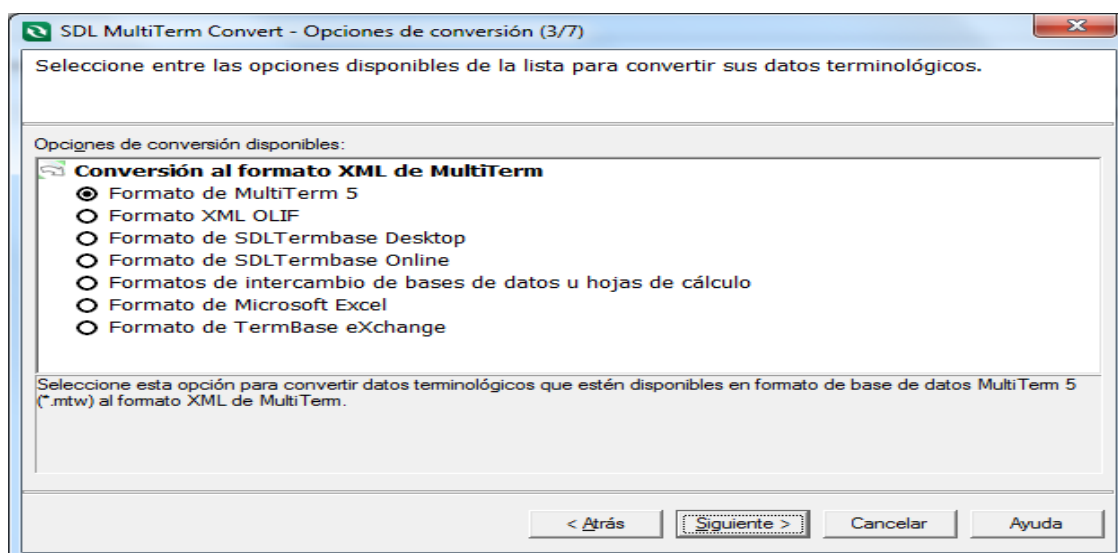 SDL MultiTerm Convert - Opciones de conversión (3/7)
Seleccione entre las opciones disponibles de la lista para convertir sus datos terminológicos.
Opciones de conversión disponibles:
Conversión al formato XML de MultiTerm
Formato de MultiTerm 5
Formato XML OLIF
Formato de SDLTermbase Desktop
Formato de SDLTermbase Online
Formatos de intercambio de bases de datos u hojas de cálculo
Formato de Microsoft Excel
Formato de TermBase eXchange
Seleccione esta opción para convertir datos terminológicos que estén disponibles en formato de base de datos MultiTerm 5
(*.mtw) al formato XML de MultiTerm.
< Atrás Siguiente > Cancelar Ayuda